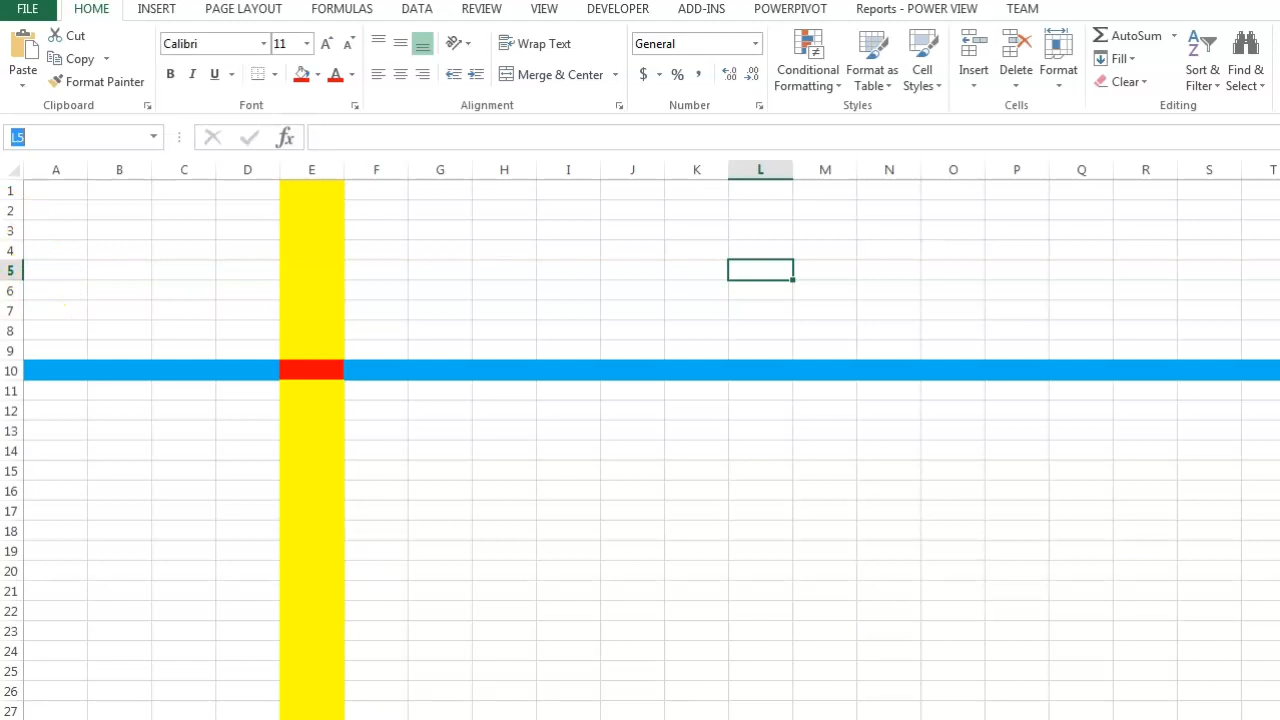 FILE HOME INSERT PAGE LAYOUT FORMULAS DATA REVIEW VIEW DEVELOPER ADD-INS POWERPIVOT Reports - POWER VIEW TEAM
Paste
Cut
Copy
Format Painter
Clipboard
Calibri 11
B I U
Font
Wrap Text
Merge & Center
Alignment
General
$ % ,
Number
Conditional Formatting
Format as Table
Cell Styles
Styles
Insert
Delete
Format
Cells
AutoSum
Fill
Clear
Sort & Filter
Find & Select
Editing
L5
fx
A B C D E F G H I J K L M N O P Q R S T
1
2
3
4
5
6
7
8
9
10
11
12
13
14
15
16
17
18
19
20
21
22
23
24
25
26
27